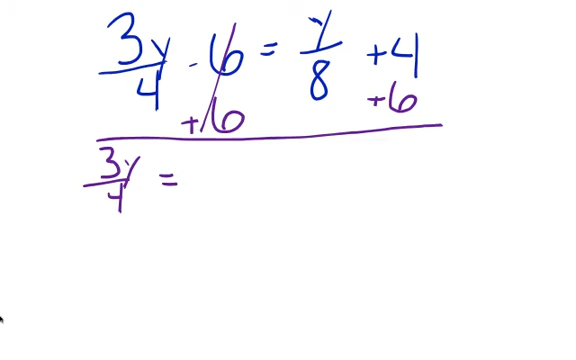 3y/4 - 6 = y/8 + 4
+6 +6
3y/4 =